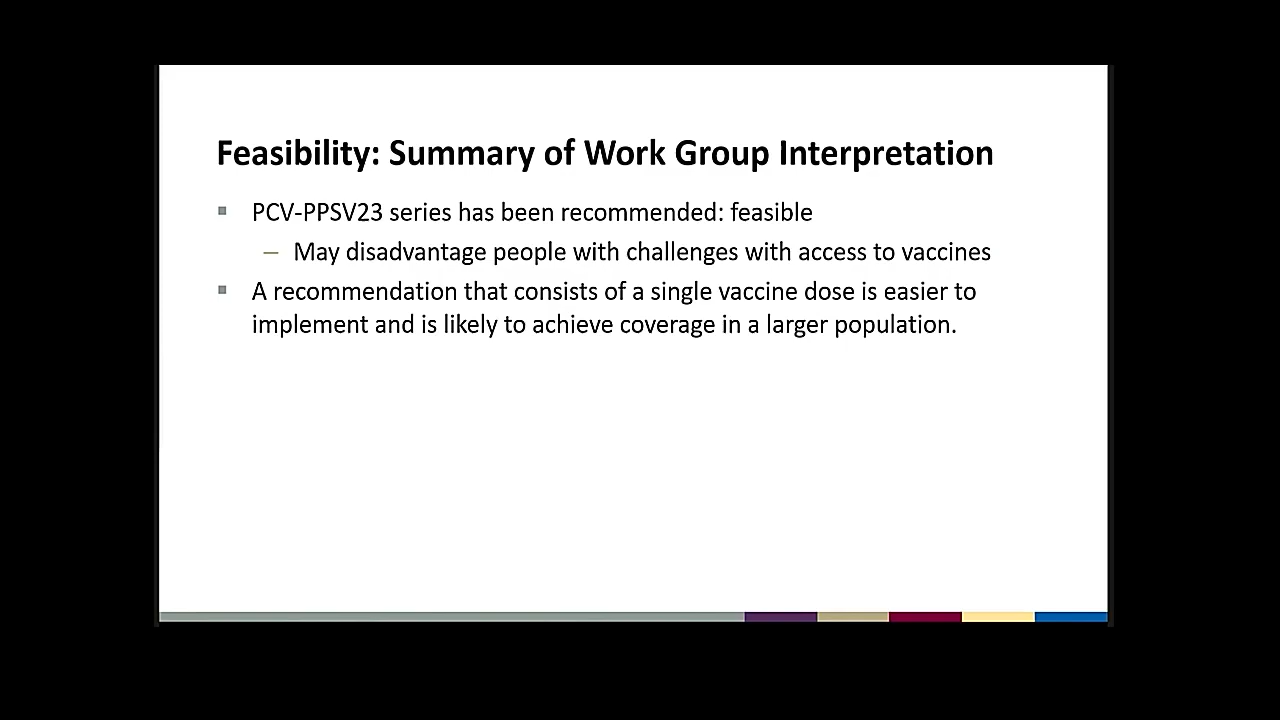 Feasibility: Summary of Work Group Interpretation
PCV-PPSV23 series has been recommended: feasible
– May disadvantage people with challenges with access to vaccines
A recommendation that consists of a single vaccine dose is easier to
implement and is likely to achieve coverage in a larger population.